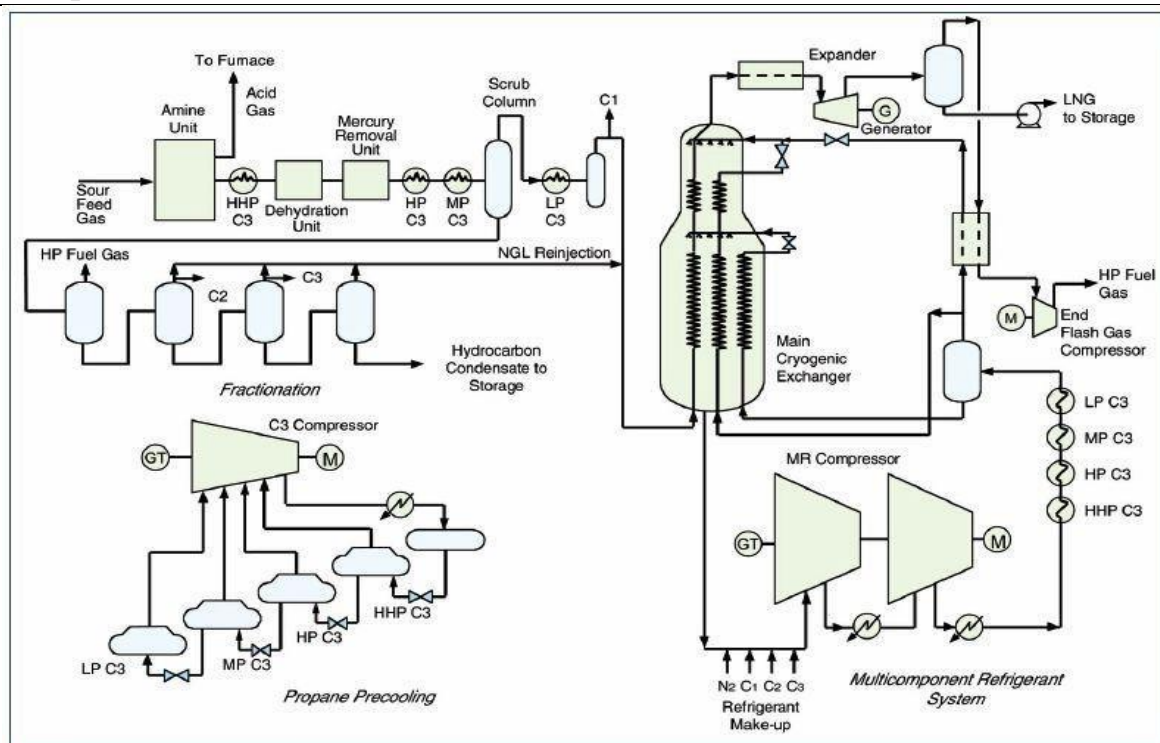 To Furnace
Acid
Gas
Amine
Unit
Sour
Feed
Gas
HHP
C3
Dehydration
Unit
Mercury
Removal
Unit
HP
C3
MP
C3
Scrub
Column
LP
C3
C1
Expander
G
Generator
LNG
to Storage
HP Fuel Gas
C2
C3
NGL Reinjection
Hydrocarbon
Condensate to
Storage
Fractionation
Main
Cryogenic
Exchanger
HP Fuel
Gas
M
End
Flash Gas
Compressor
LP C3
MP C3
HP C3
HHP C3
C3 Compressor
GT
M
HHP C3
HP C3
MP C3
LP C3
Propane Precooling
MR Compressor
GT
M
N2 C1 C2 C3
Refrigerant
Make-up
Multicomponent Refrigerant
System